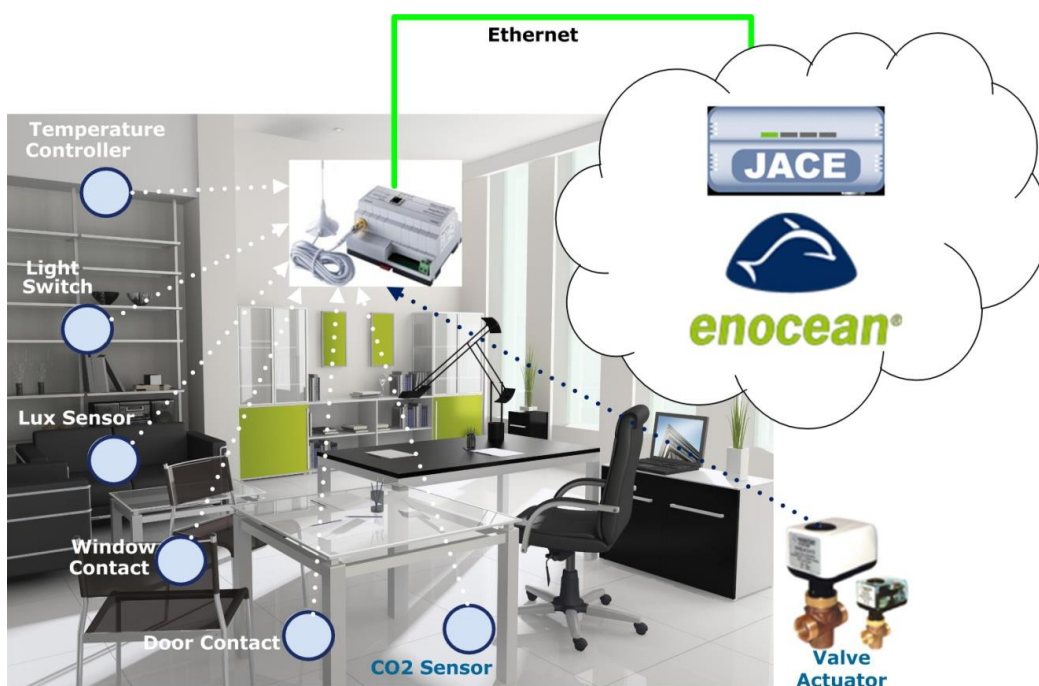 Ethernet
Temperature
Controller
JACE
Light
Switch
enocean®
Lux Sensor
Window
Contact
Door Contact
CO2 Sensor
Valve
Actuator